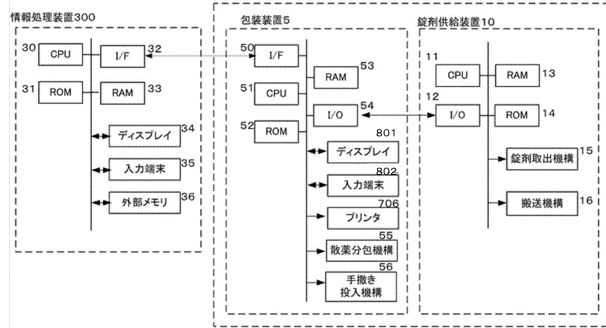 情報処理装置300
包装装置5
錠剤供給装置10
30
CPU
I/F
32
50
I/F
53
RAM
11
CPU
RAM
13
31
ROM
RAM
33
51
CPU
54
I/O
12
I/O
ROM
14
52
ROM
ディスプレイ
34
801
ディスプレイ
錠剤取出機構
15
入力端末
35
802
入力端末
搬送機構
16
外部メモリ
36
706
プリンタ
55
散薬分包機構
56
手撒き
投入機構